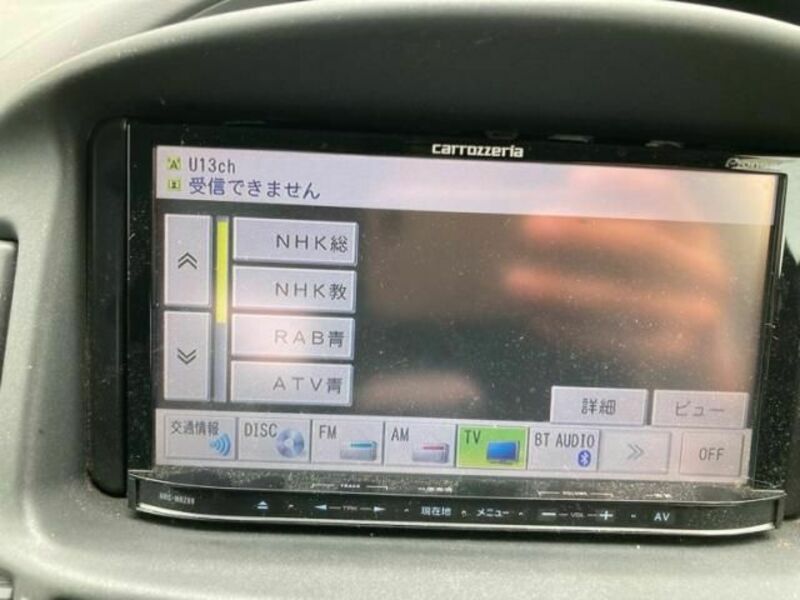 carrozzeria
U13ch
受信できません
NHK総
NHK教
RAB青
ATV青
詳細
ビュー
交通情報 DISC FM AM TV BT AUDIO OFF
現在地 メニュー VOL AV